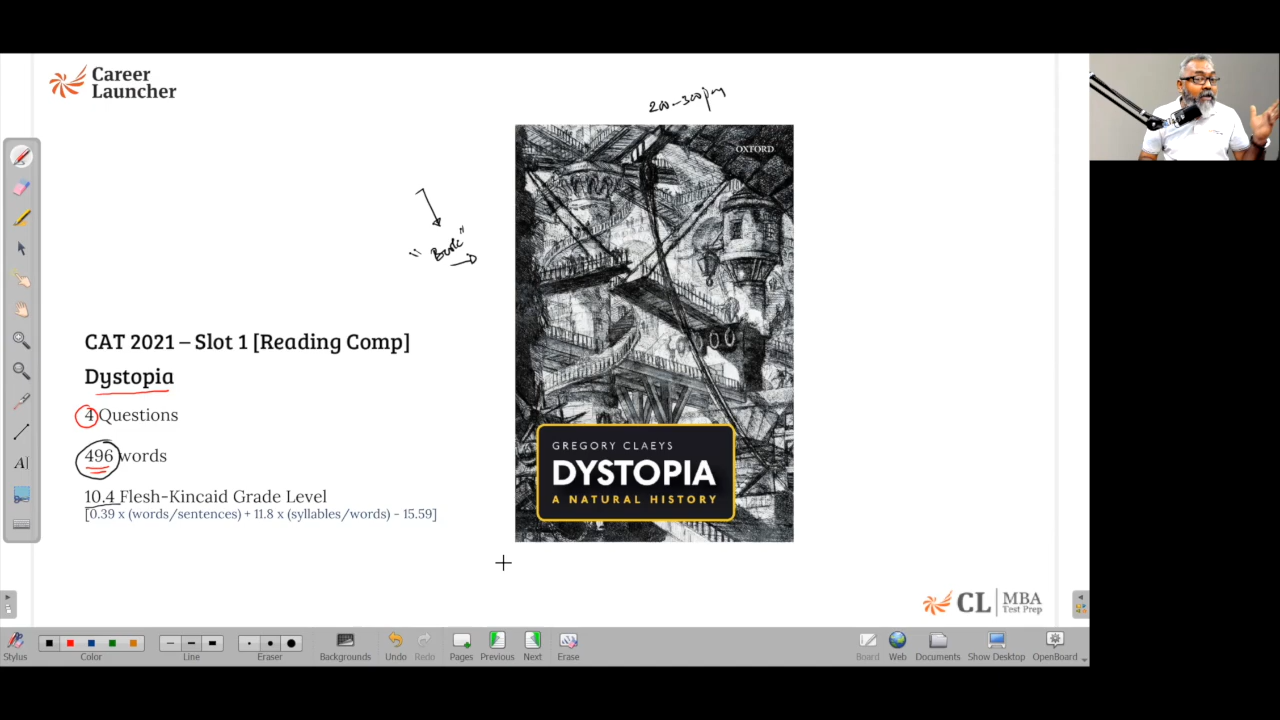 Career
Launcher
200-300
OXFORD
CAT 2021 – Slot 1 [Reading Comp]
Dystopia
4 Questions
496 words
10.4 Flesh-Kincaid Grade Level
[0.39 x (words/sentences) + 11.8 x (syllables/words) - 15.59]
GREGORY CLAEYS
DYSTOPIA
A NATURAL HISTORY
CL MBA
Test Prep
Stylus
Color
Line
Eraser
Backgrounds
Undo
Redo
Pages
Previous
Next
Erase
Board
Web
Documents
Show Desktop
OpenBoard